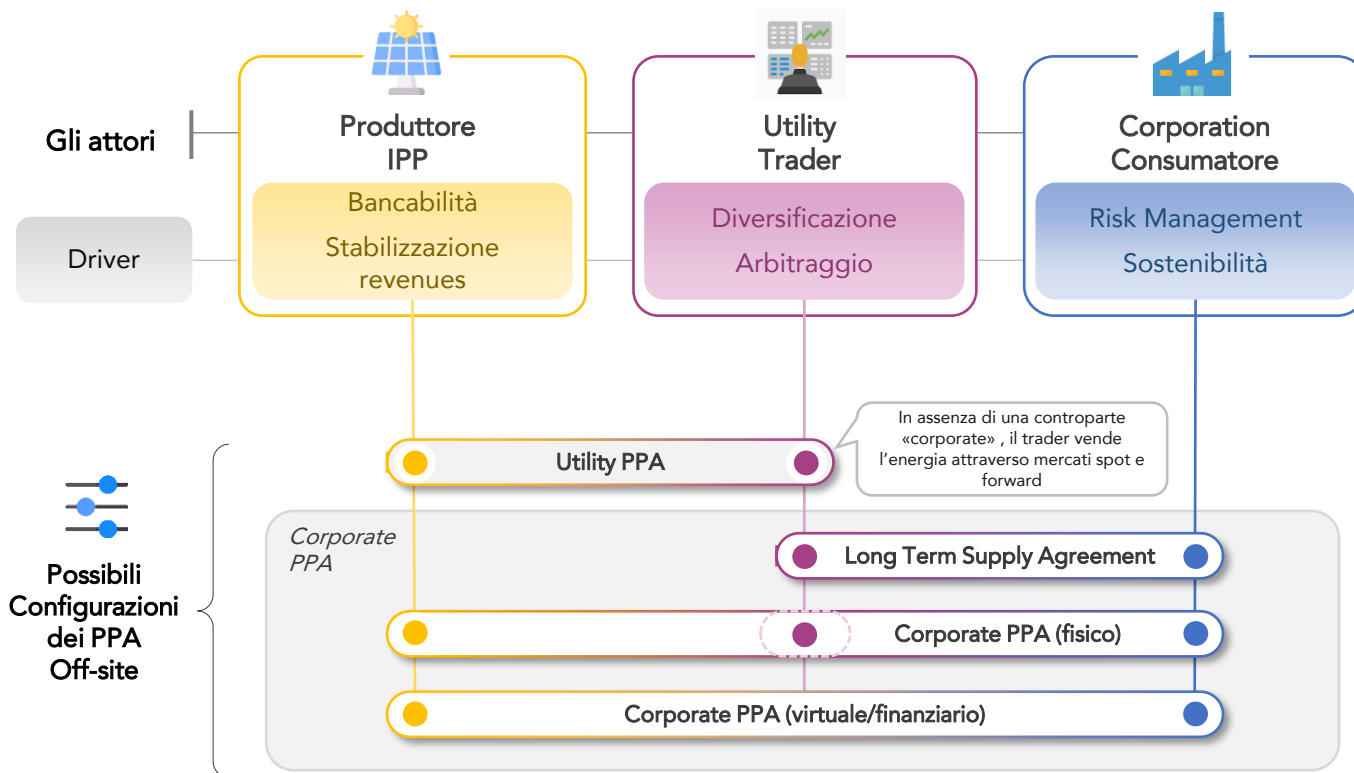 Gli attori
Produttore
IPP
Utility
Trader
Corporation
Consumatore
Driver
Bancabilità
Stabilizzazione
revenues
Diversificazione
Arbitraggio
Risk Management
Sostenibilità
In assenza di una controparte
«corporate» , il trader vende
l'energia attraverso mercati spot e
forward
Utility PPA
Possibili
Configurazioni
dei PPA
Off-site
Corporate
PPA
Long Term Supply Agreement
Corporate PPA (fisico)
Corporate PPA (virtuale/finanziario)